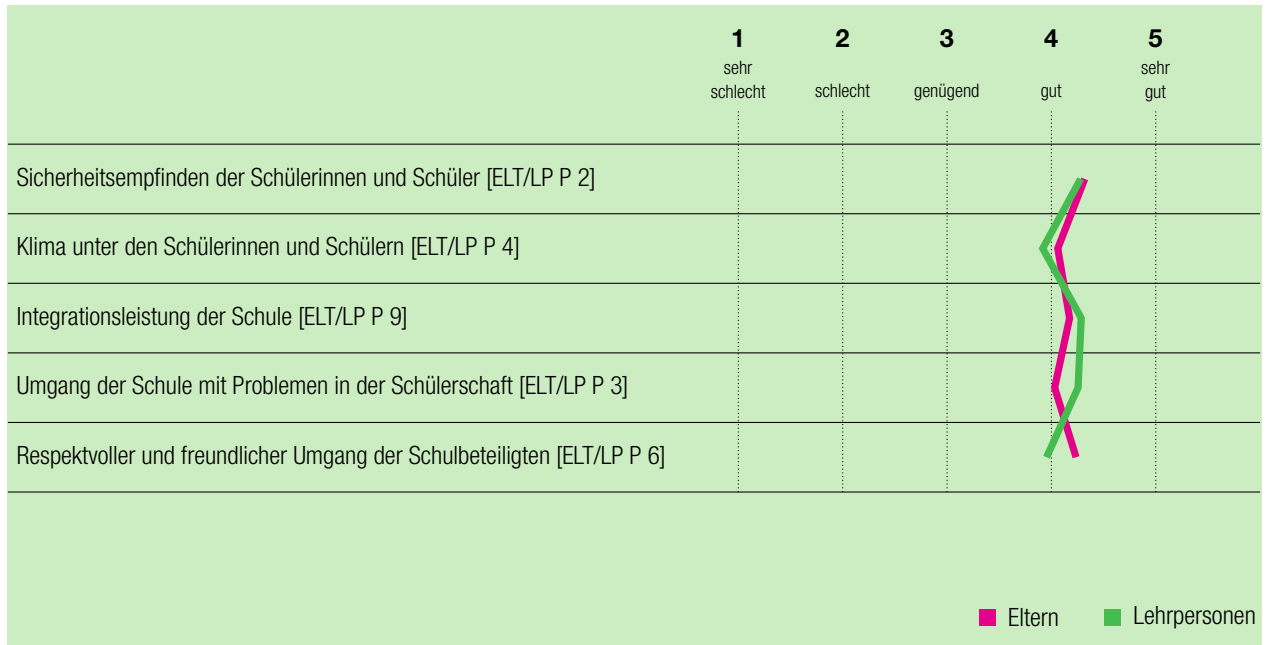 1 2 3 4 5
sehr schlecht schlecht genügend gut sehr gut
Sicherheitsempfinden der Schülerinnen und Schüler [ELT/LP P 2]
Klima unter den Schülerinnen und Schülern [ELT/LP P 4]
Integrationsleistung der Schule [ELT/LP P 9]
Umgang der Schule mit Problemen in der Schülerschaft [ELT/LP P 3]
Respektvoller und freundlicher Umgang der Schulbeteiligten [ELT/LP P 6]
Eltern Lehrpersonen